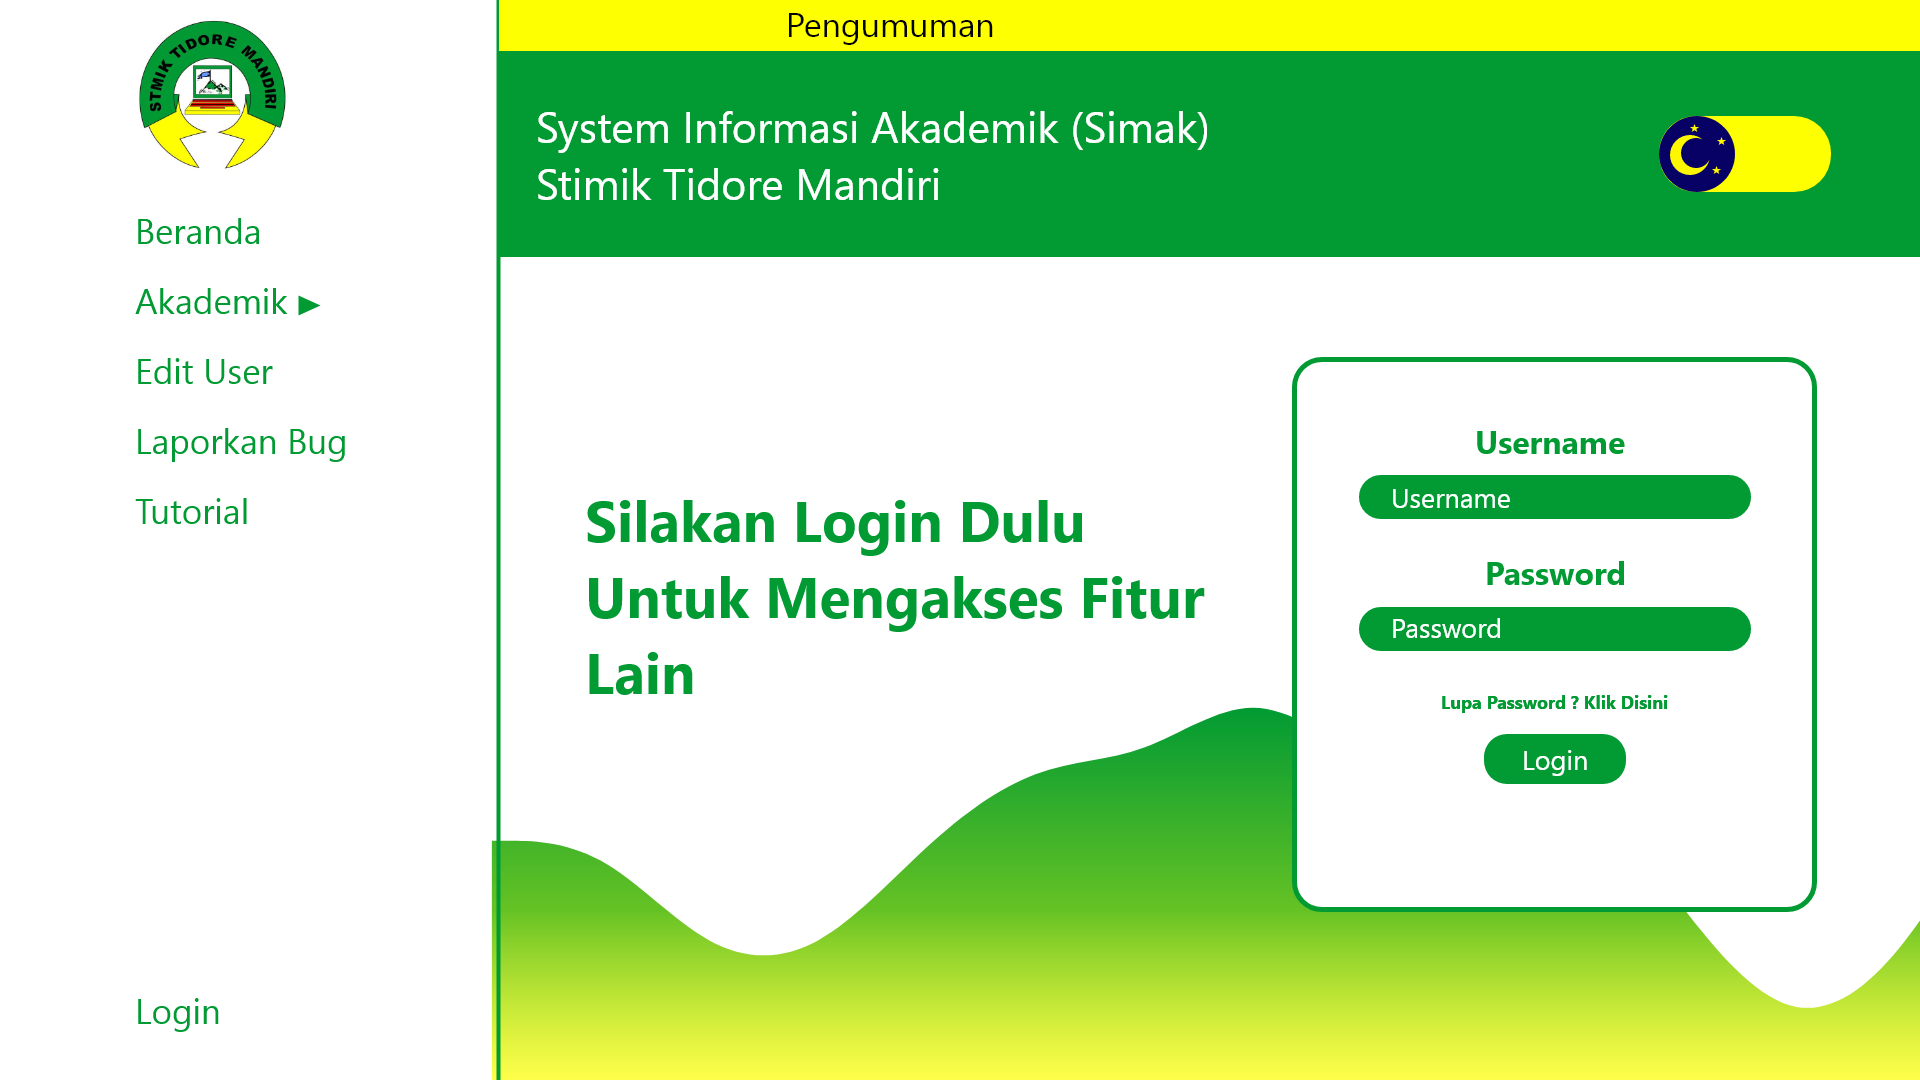 STMIK TIDORE MANDIRI
Beranda
Akademik ►
Edit User
Laporkan Bug
Tutorial
Login
Pengumuman
System Informasi Akademik (Simak)
Stimik Tidore Mandiri
Silakan Login Dulu
Untuk Mengakses Fitur
Lain
Username
Username
Password
Password
Lupa Password ? Klik Disini
Login